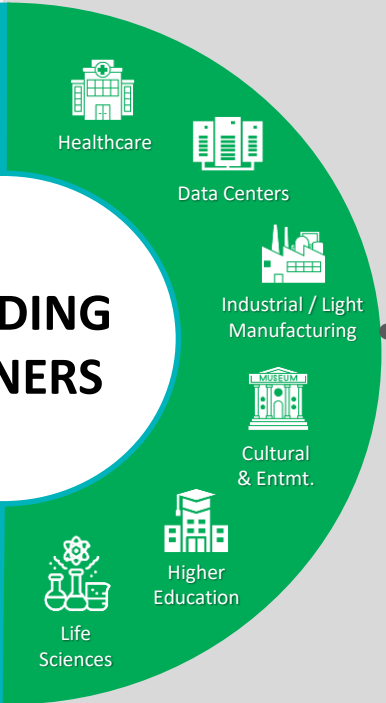 Healthcare
Data Centers
Industrial / Light
Manufacturing
DING
NERS
MUSEUM
Cultural
& Entmt.
Higher
Education
Life
Sciences